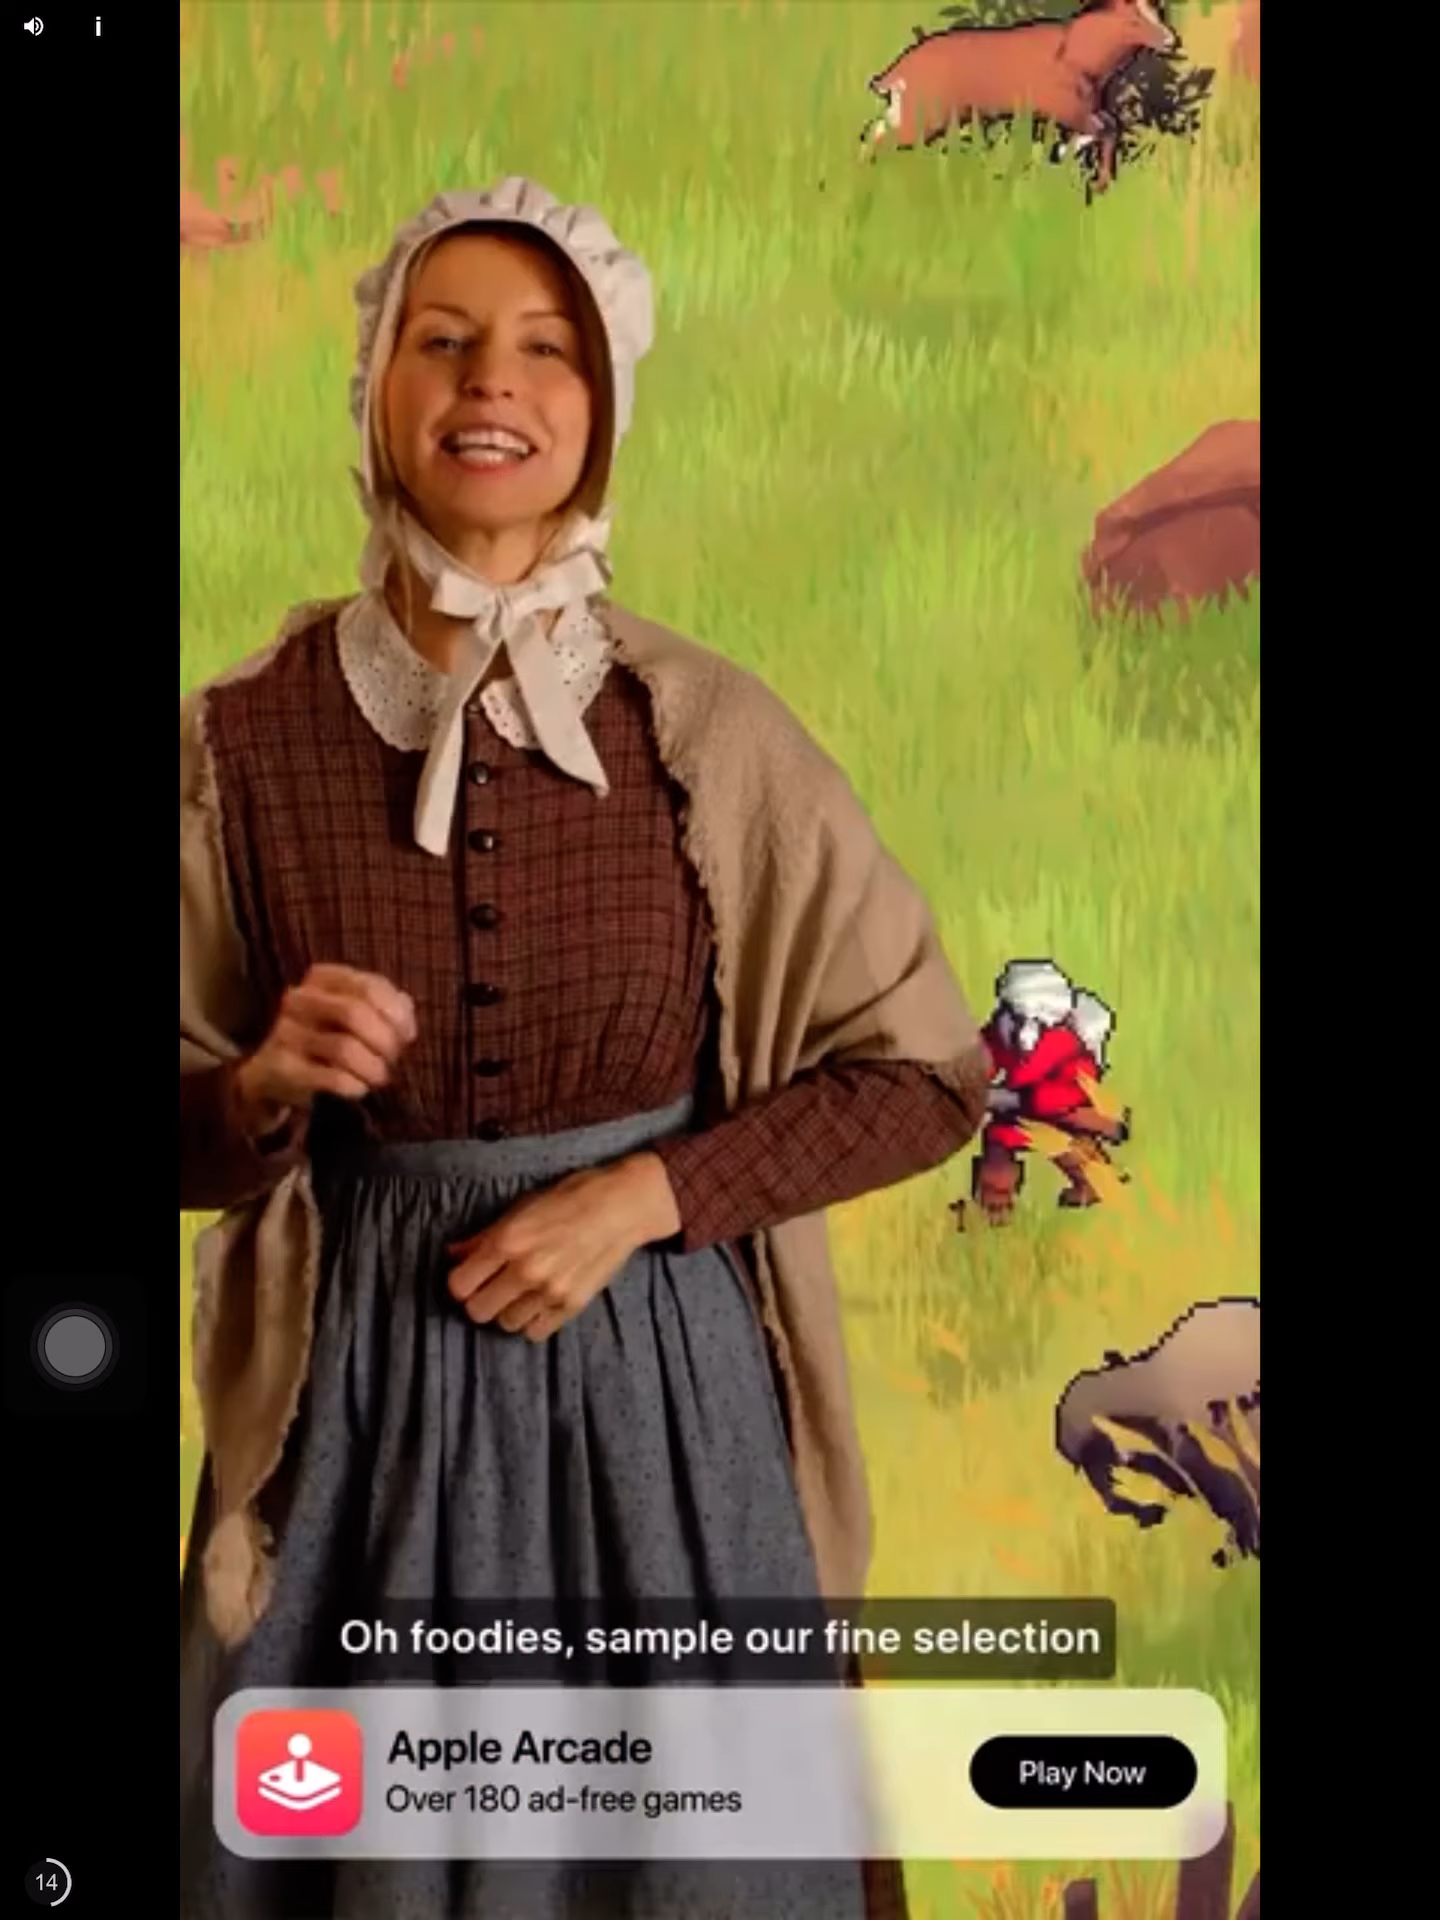 Oh foodies, sample our fine selection
Apple Arcade
Over 180 ad-free games
Play Now
14